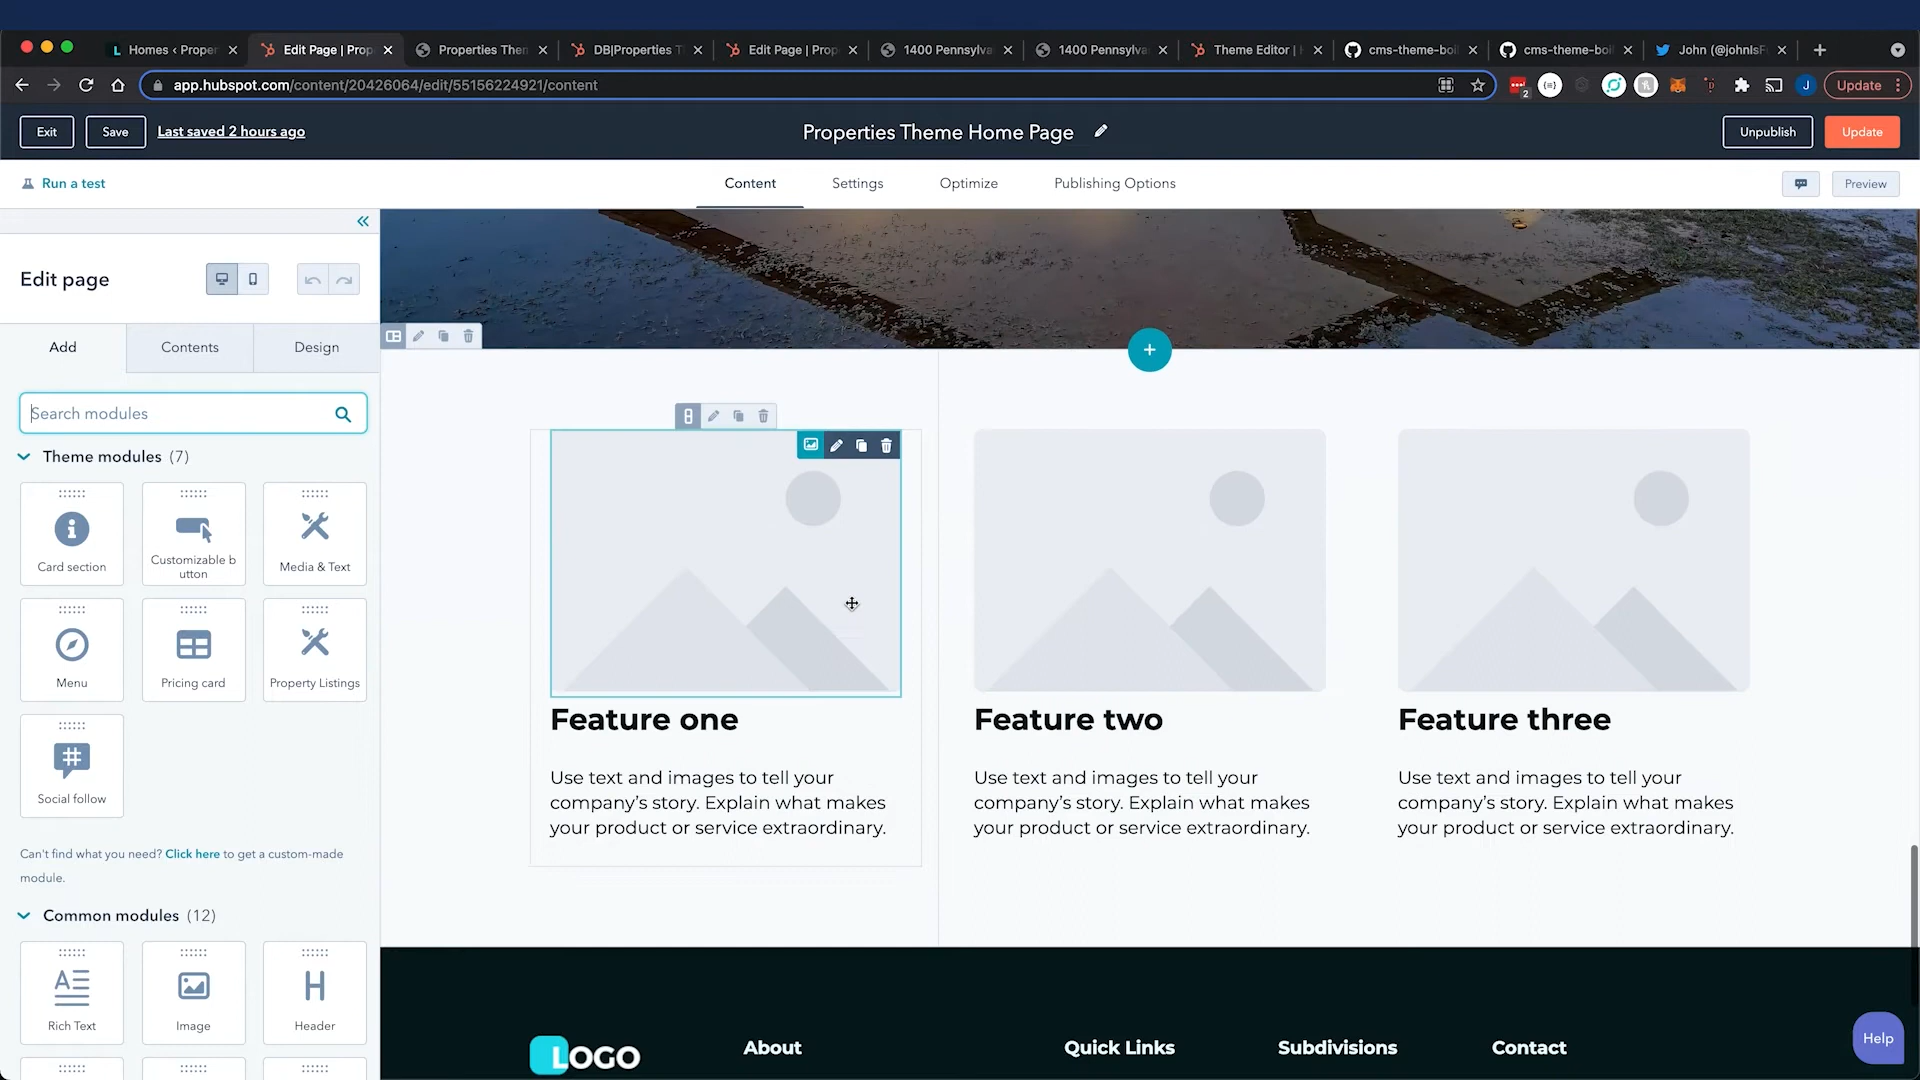 Homes ‹ Proper
Edit Page | Prop
Properties Then
DB|Properties T
Edit Page | Prop
1400 Pennsylva
1400 Pennsylva
Theme Editor | H
cms-theme-boil
cms-theme-boil
John (@johnIsF
app.hubspot.com/content/20426064/edit/55156224921/content
2
J
Update
Exit
Save
Last saved 2 hours ago
Properties Theme Home Page
Unpublish
Update
Run a test
Content
Settings
Optimize
Publishing Options
Preview
Edit page
Add
Contents
Design
Search modules
Theme modules (7)
Card section
Customizable b
utton
Media & Text
Menu
Pricing card
Property Listings
Social follow
Can't find what you need? Click here to get a custom-made
module.
Common modules (12)
Rich Text
Image
Header
Feature one
Use text and images to tell your
company's story. Explain what makes
your product or service extraordinary.
Feature two
Use text and images to tell your
company's story. Explain what makes
your product or service extraordinary.
Feature three
Use text and images to tell your
company's story. Explain what makes
your product or service extraordinary.
LOGO
About
Quick Links
Subdivisions
Contact
Help